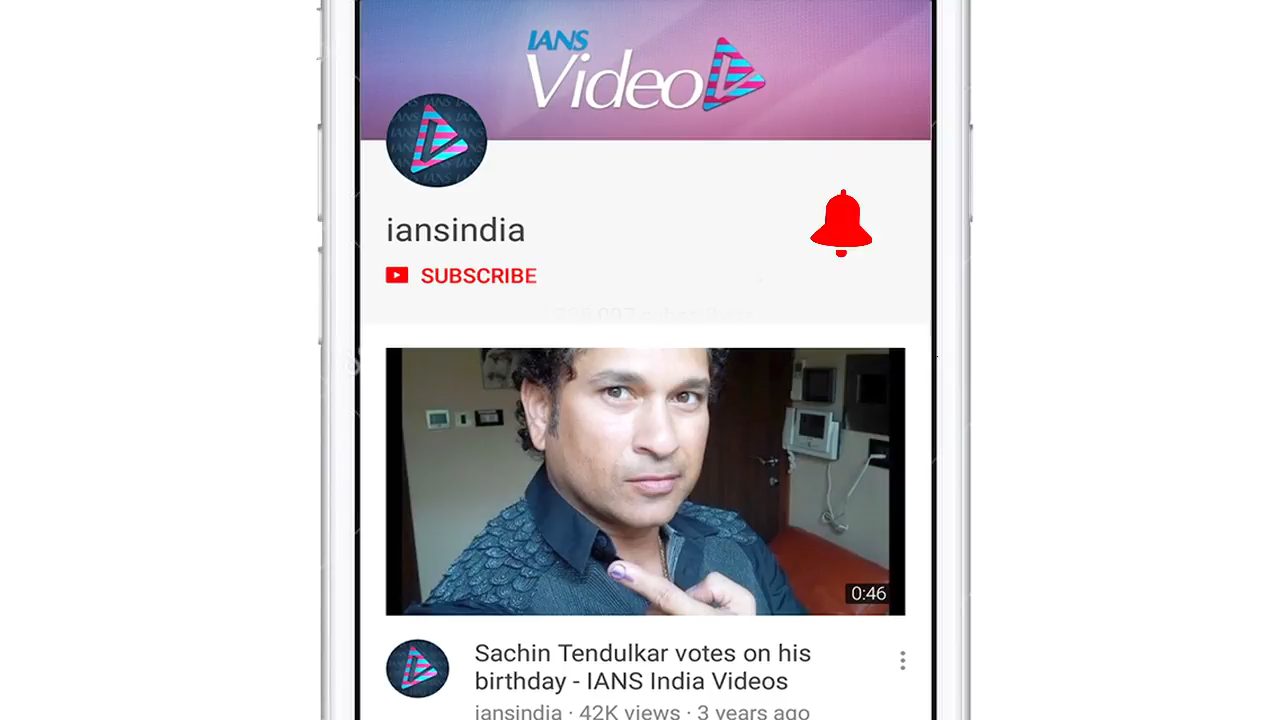 IANS
Video
iansindia
SUBSCRIBE
0:46
Sachin Tendulkar votes on his
birthday - IANS India Videos
iansindia · 42K views · 3 years ago